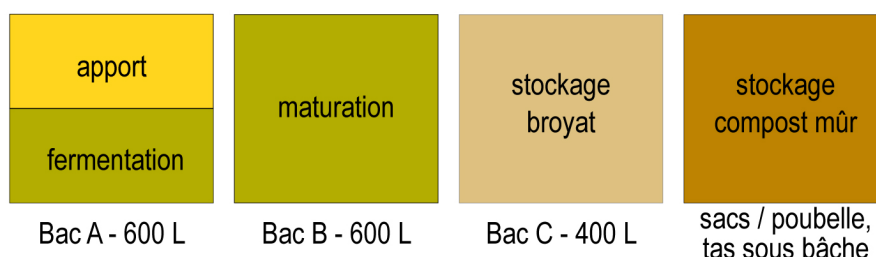 apport
fermentation
Bac A - 600 L
maturation
Bac B - 600 L
stockage
broyat
Bac C - 400 L
stockage
compost mûr
sacs / poubelle,
tas sous bâche